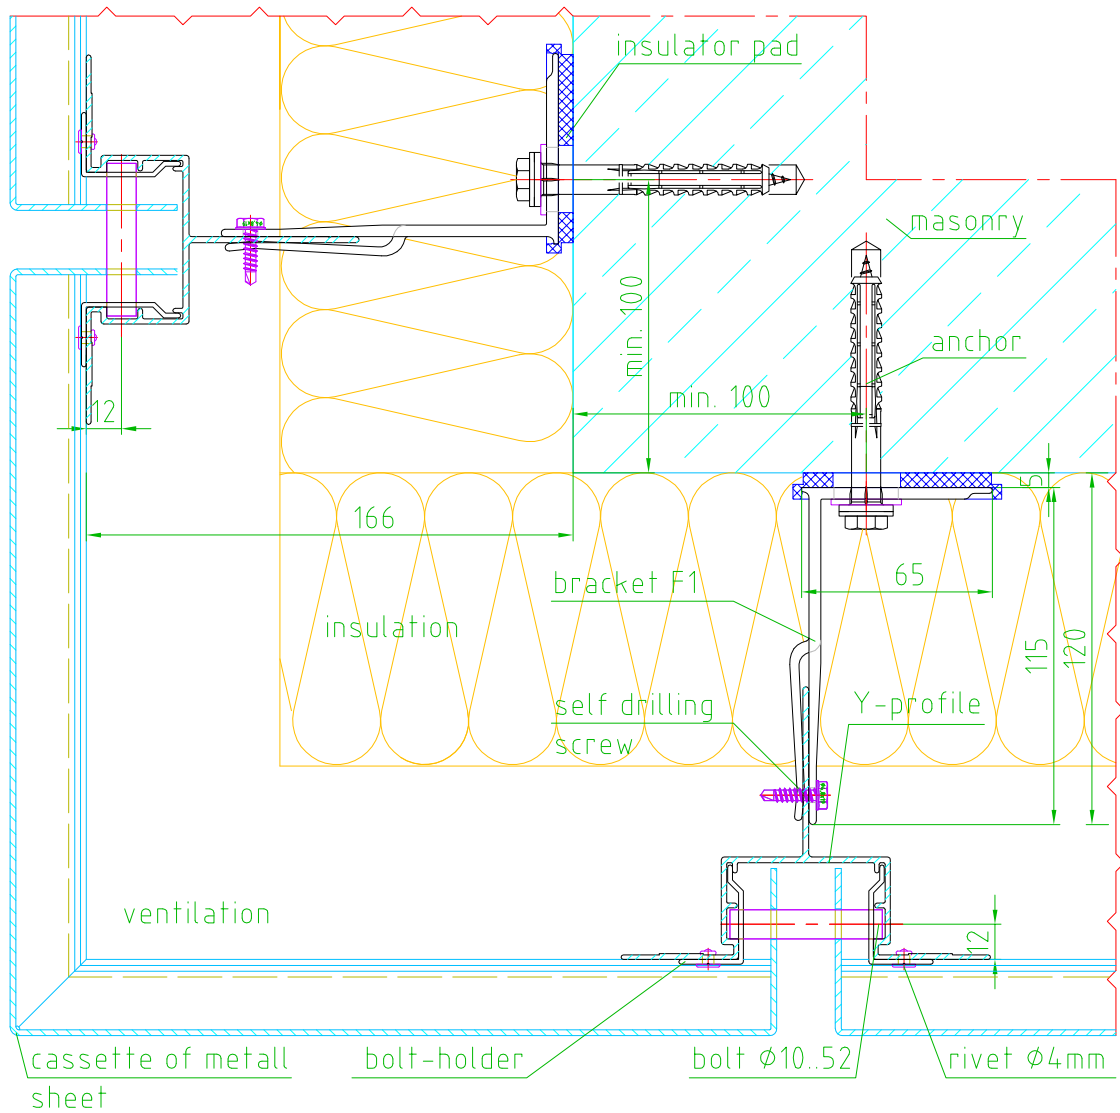 insulator pad
masonry
min. 100
anchor
min. 100
12
5
166
65
bracket F1
insulation
115
120
self drilling
screw
Y-profile
ventilation
12
cassette of metall
sheet
bolt-holder
bolt Ø10..52
rivet Ø4mm